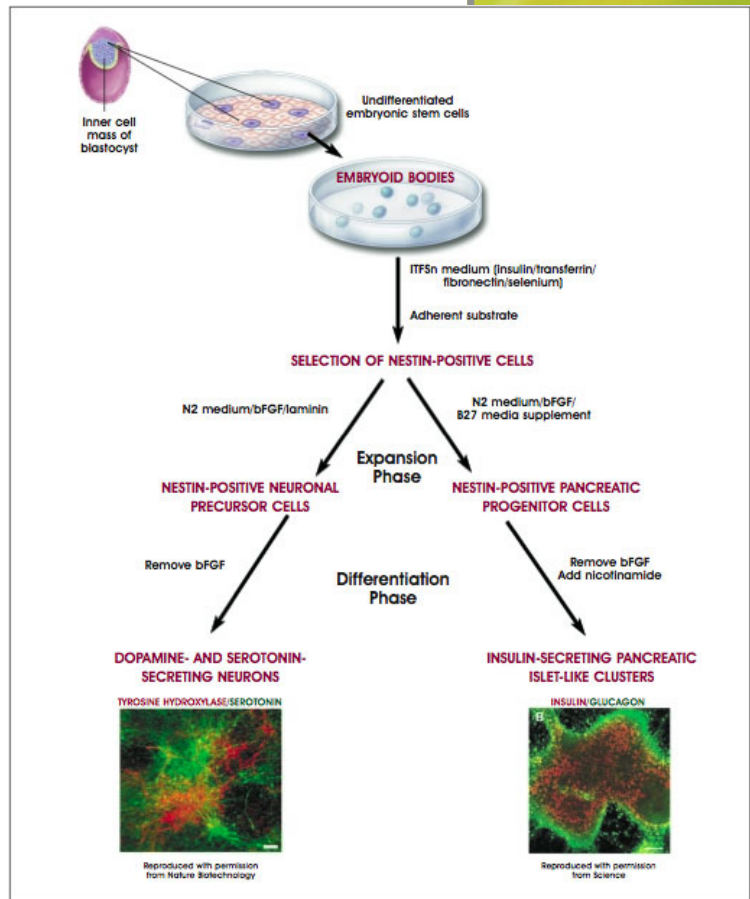 Inner cell
mass of
blastocyst
Undifferentiated
embryonic stem cells
EMBRYOID BODIES
ITFSn medium (insulin/transferrin/
fibronectin/selenium)
Adherent substrate
SELECTION OF NESTIN-POSITIVE CELLS
N2 medium/bFGF/laminin
N2 medium/bFGF/
B27 media supplement
Expansion
Phase
NESTIN-POSITIVE NEURONAL
PRECURSOR CELLS
NESTIN-POSITIVE PANCREATIC
PROGENITOR CELLS
Remove bFGF
Remove bFGF
Add nicotinamide
Differentiation
Phase
DOPAMINE- AND SEROTONIN-
SECRETING NEURONS
INSULIN-SECRETING PANCREATIC
ISLET-LIKE CLUSTERS
TYROSINE HYDROXYLASE/SEROTONIN
INSULIN/GLUCAGON
B
Reproduced with permission
from Nature Biotechnology
Reproduced with permission
from Science